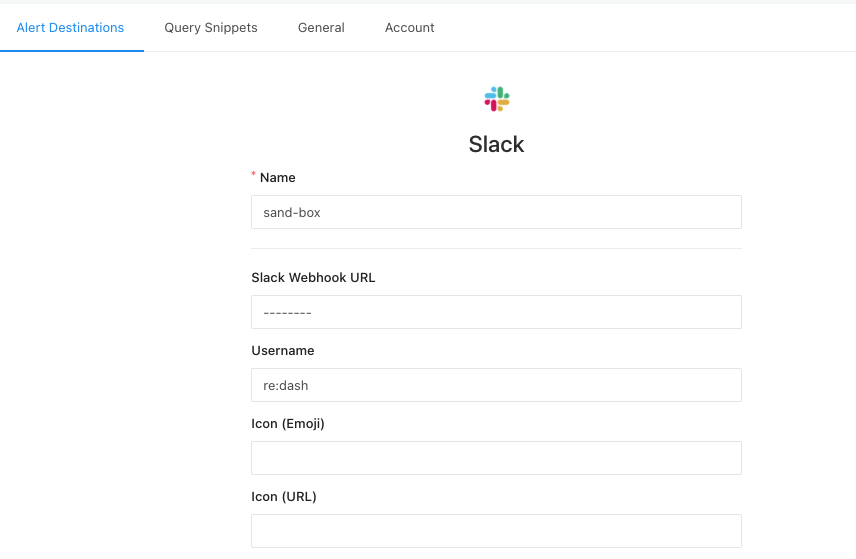 Alert Destinations Query Snippets General Account
Slack
* Name
sand-box
Slack Webhook URL
--------
Username
re:dash
Icon (Emoji)
Icon (URL)